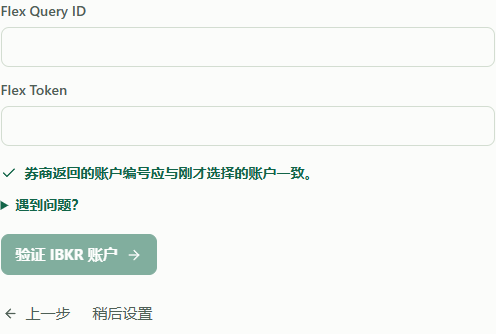 Flex Query ID
Flex Token
券商返回的账户编号应与刚才选择的账户一致。
遇到问题？
验证 IBKR 账户 →
← 上一步 稍后设置